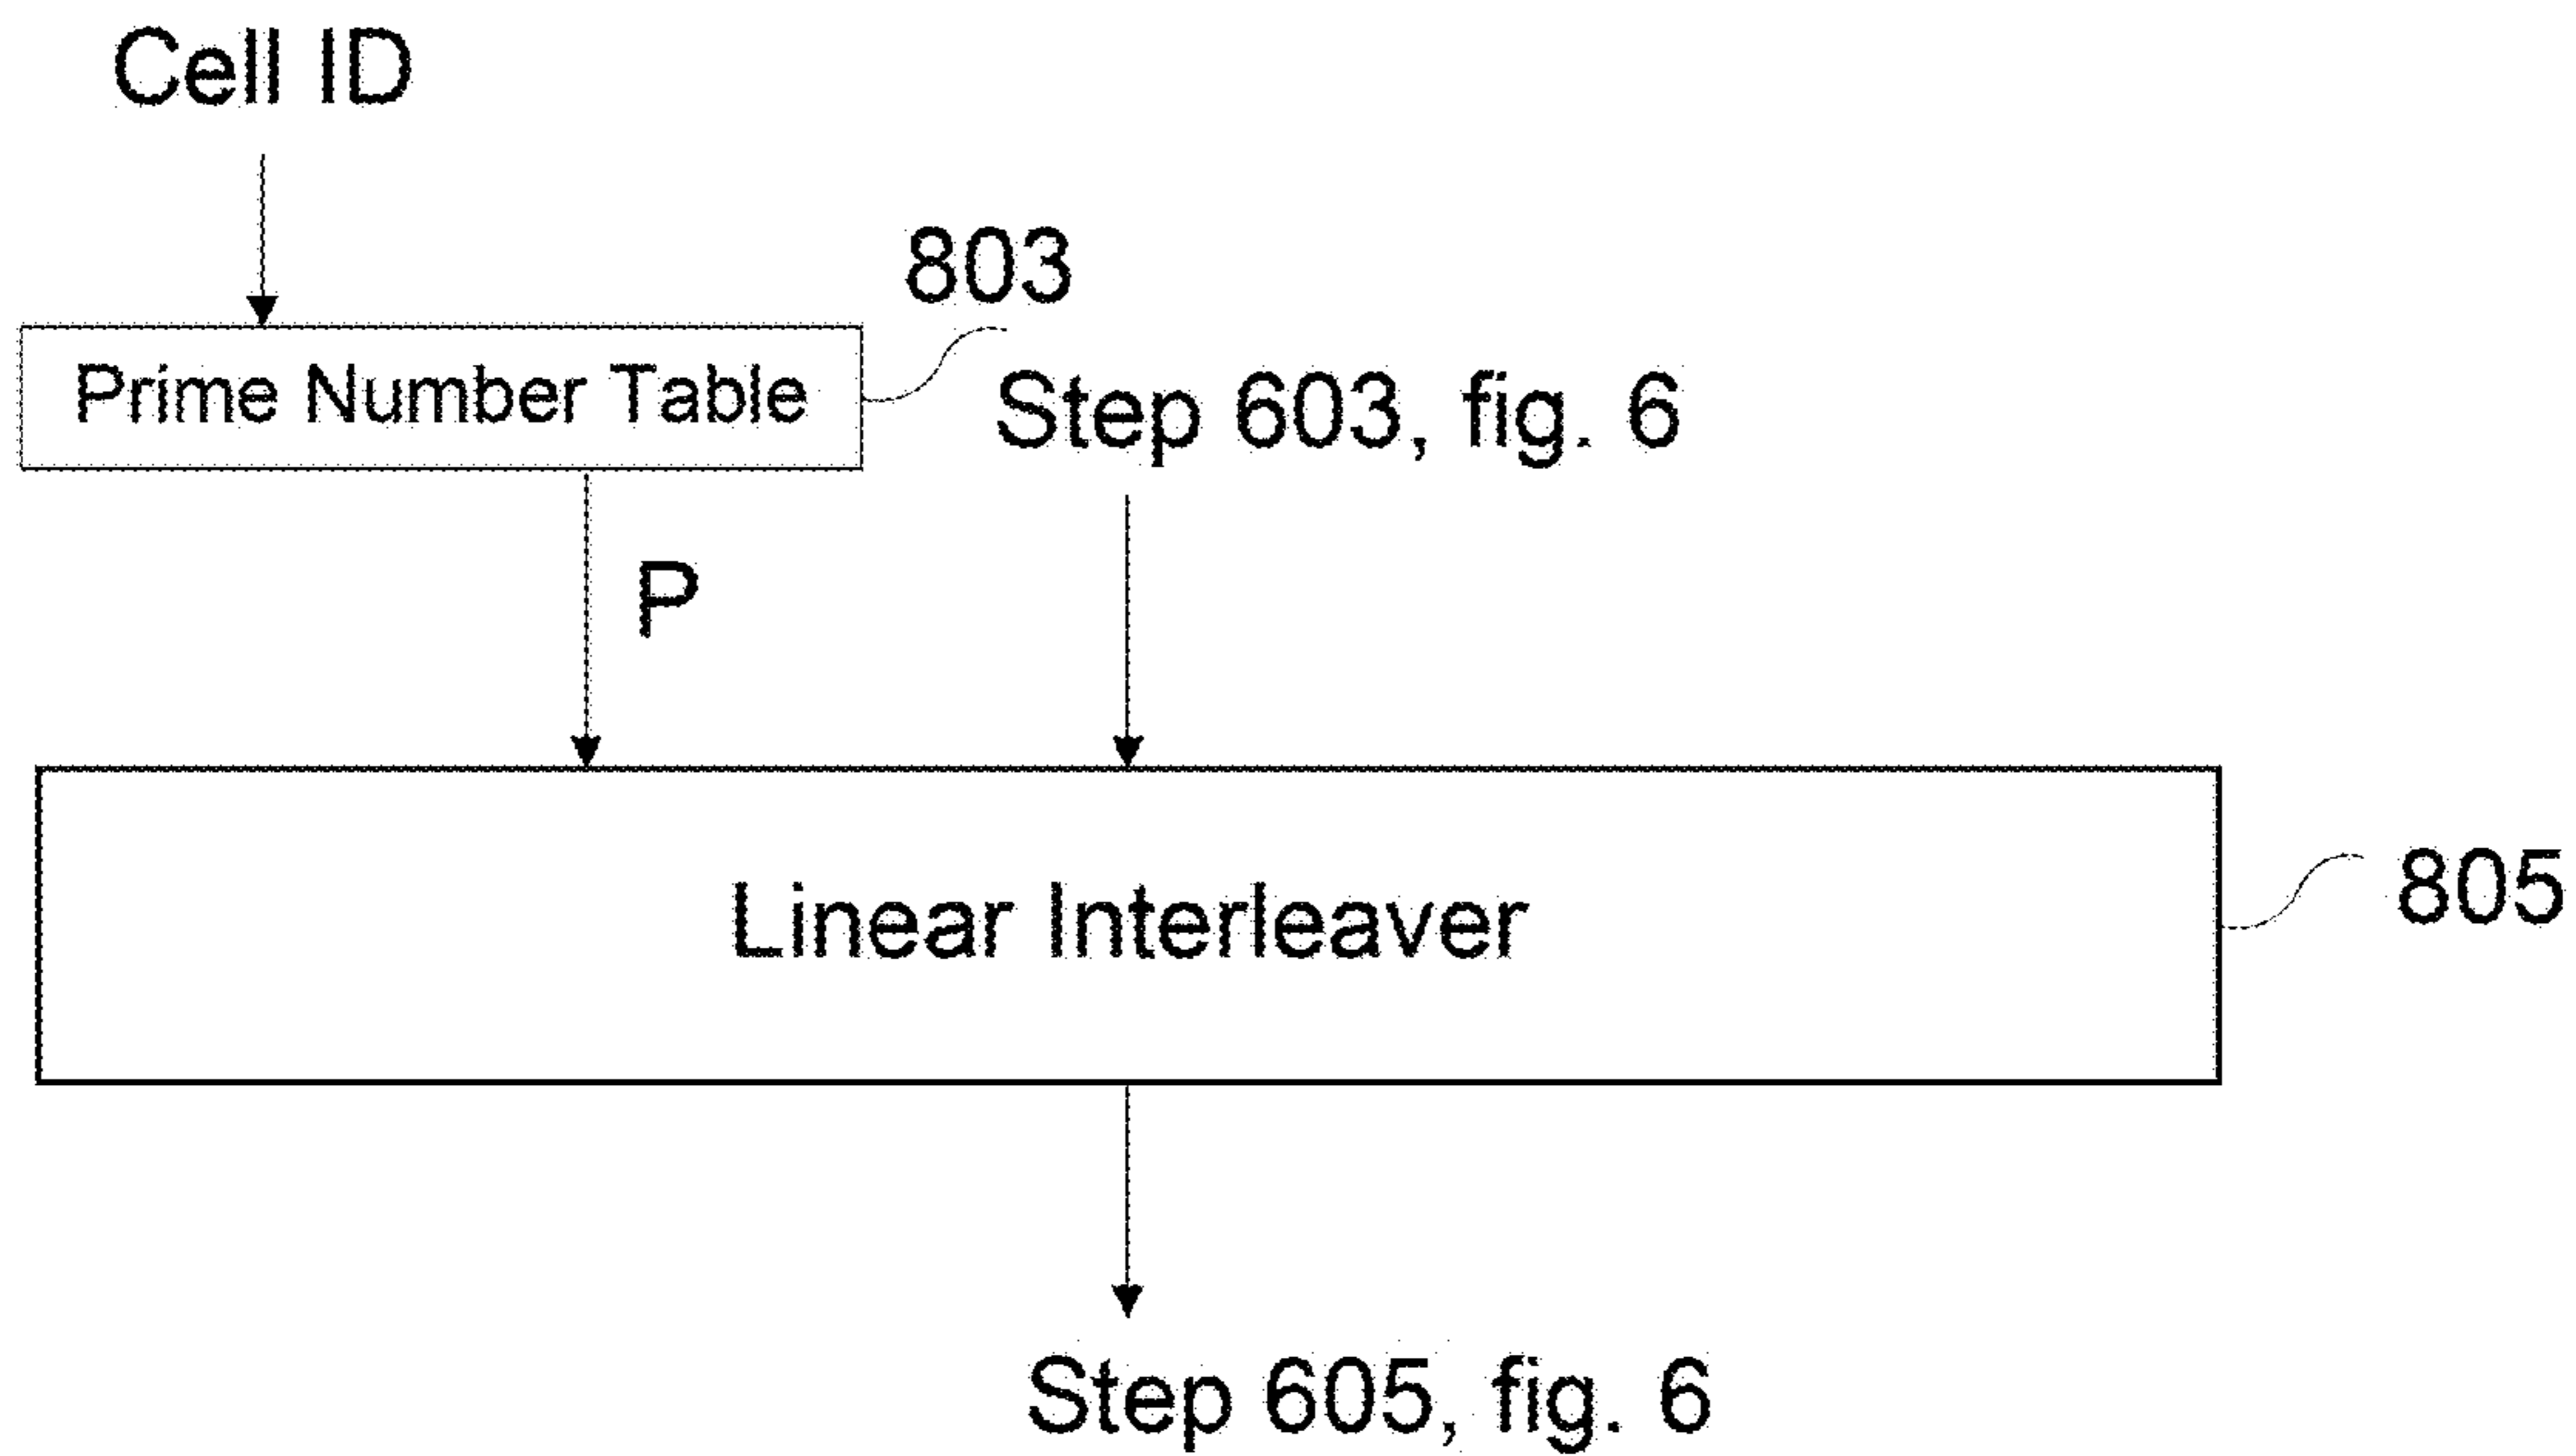 Cell ID
803
Prime Number Table
Step 603, fig. 6
P
Linear Interleaver
805
Step 605, fig. 6